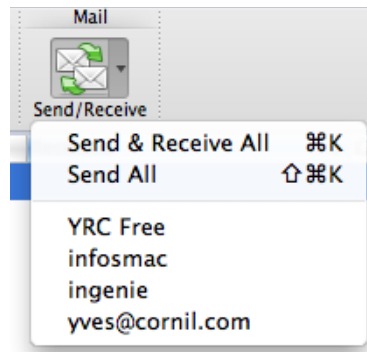 Mail
Send/Receive
Send & Receive All ⌘K
Send All ⇧⌘K
YRC Free
infosmac
ingenie
yves@cornil.com